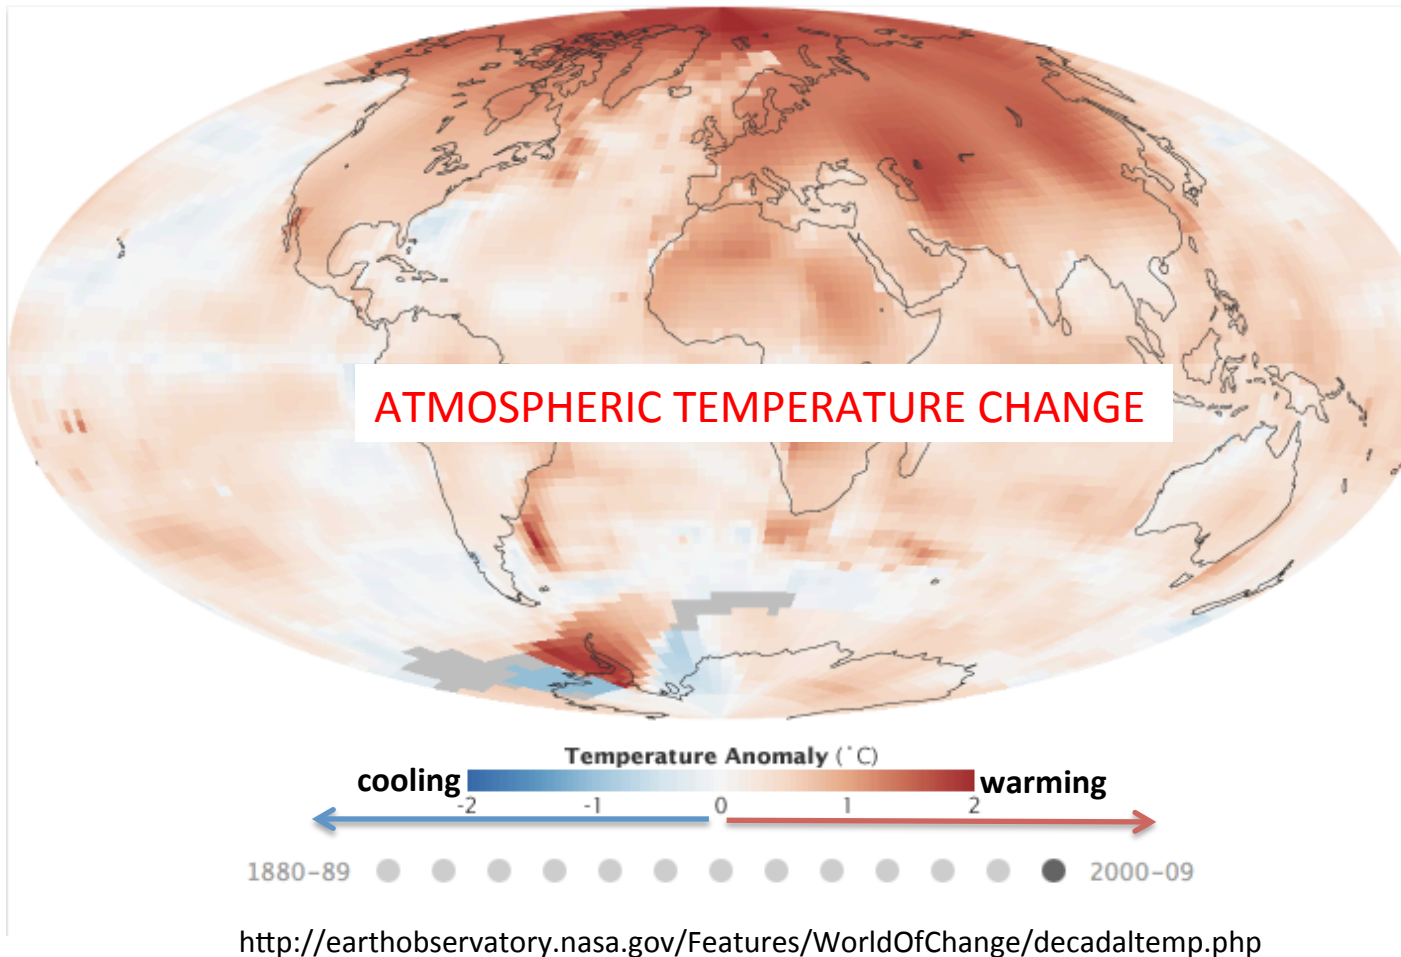 ATMOSPHERIC TEMPERATURE CHANGE
Temperature Anomaly (˚C)
cooling warming
-2 -1 0 1 2
1880-89 2000-09
http://earthobservatory.nasa.gov/Features/WorldOfChange/decadaltemp.php